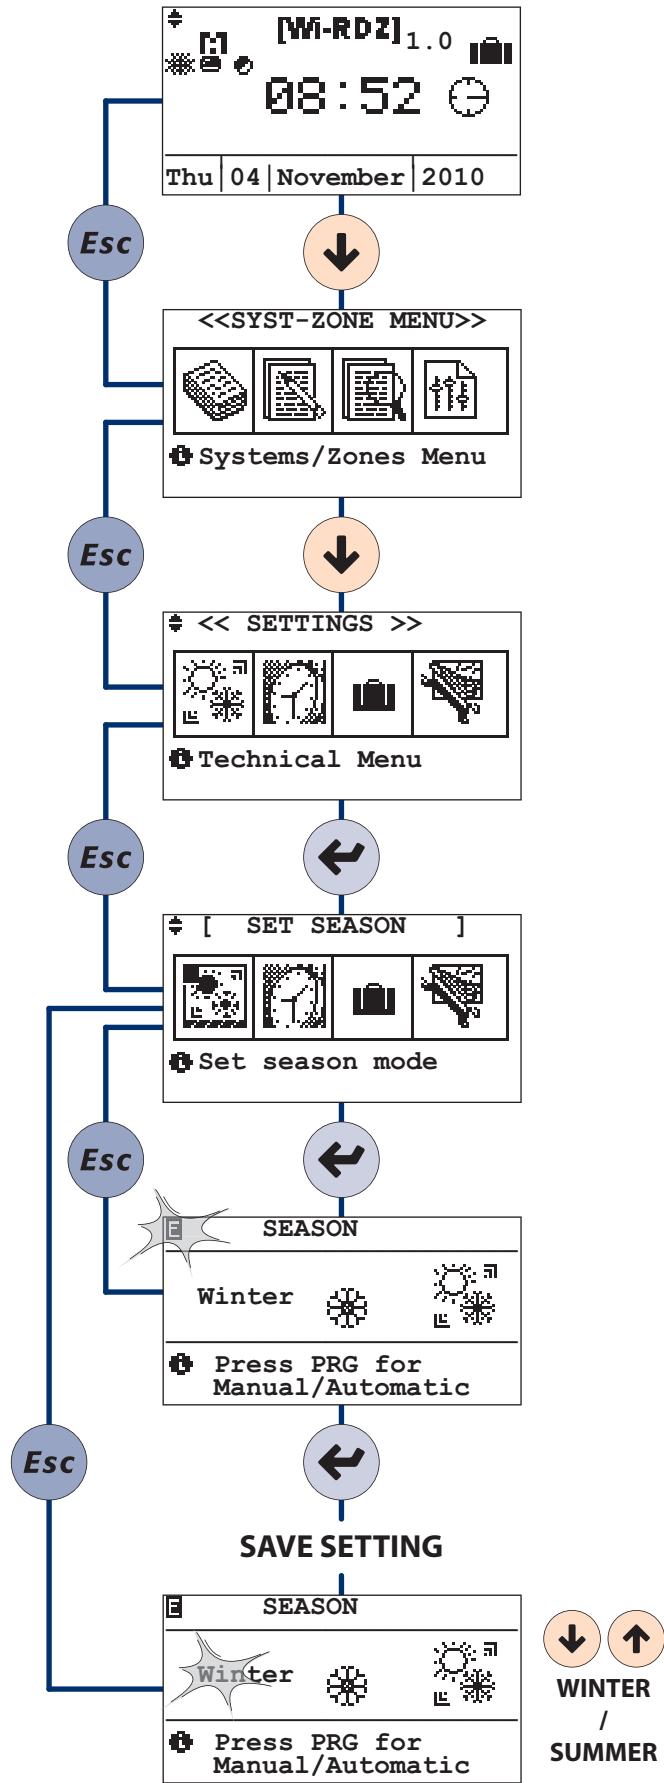 [Wi-RDZ] 1.0
M
08:52
Thu 04 November 2010
Esc
<<SYST-ZONE MENU>>
Systems/Zones Menu
Esc
<< SETTINGS >>
Technical Menu
Esc
[ SET SEASON ]
Set season mode
Esc
E SEASON
Winter
Press PRG for
Manual/Automatic
Esc
SAVE SETTING
E SEASON
Winter
Press PRG for
Manual/Automatic
WINTER
/
SUMMER